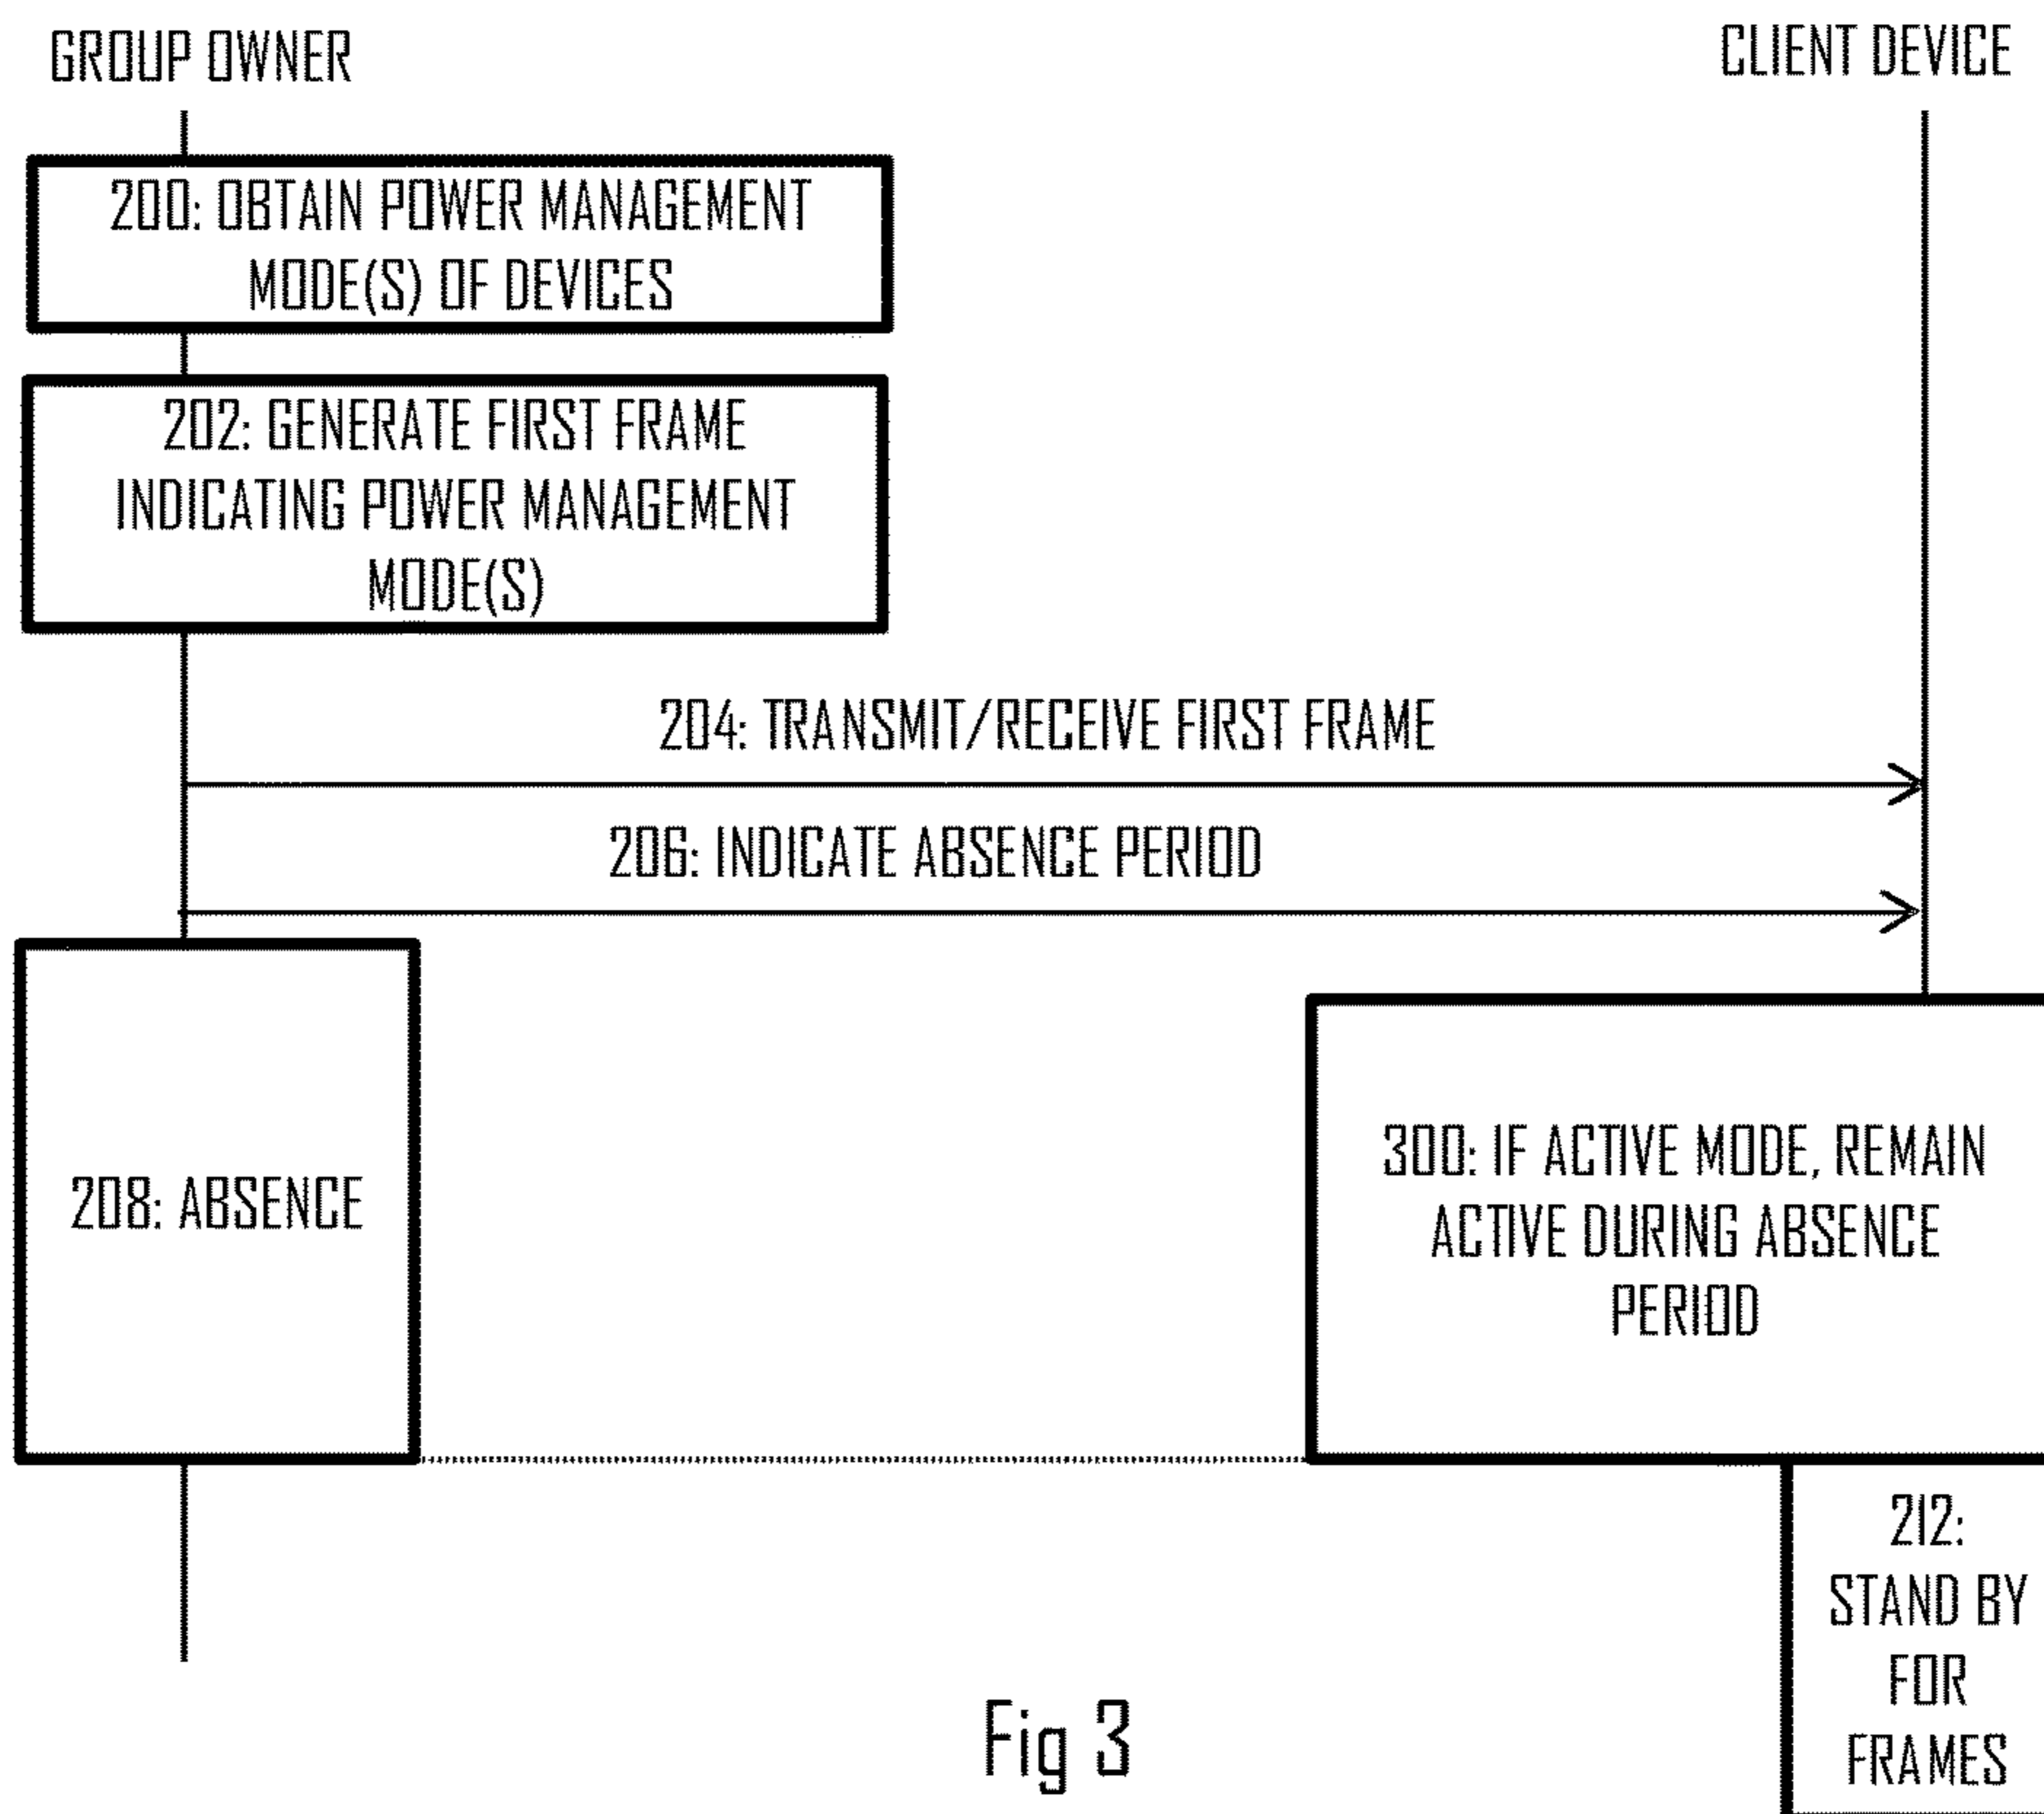 GROUP OWNER
CLIENT DEVICE
200: OBTAIN POWER MANAGEMENT
MODE(S) OF DEVICES
202: GENERATE FIRST FRAME
INDICATING POWER MANAGEMENT
MODE(S)
204: TRANSMIT/RECEIVE FIRST FRAME
206: INDICATE ABSENCE PERIOD
208: ABSENCE
300: IF ACTIVE MODE, REMAIN
ACTIVE DURING ABSENCE
PERIOD
212:
STAND BY
FOR
FRAMES
Fig 3